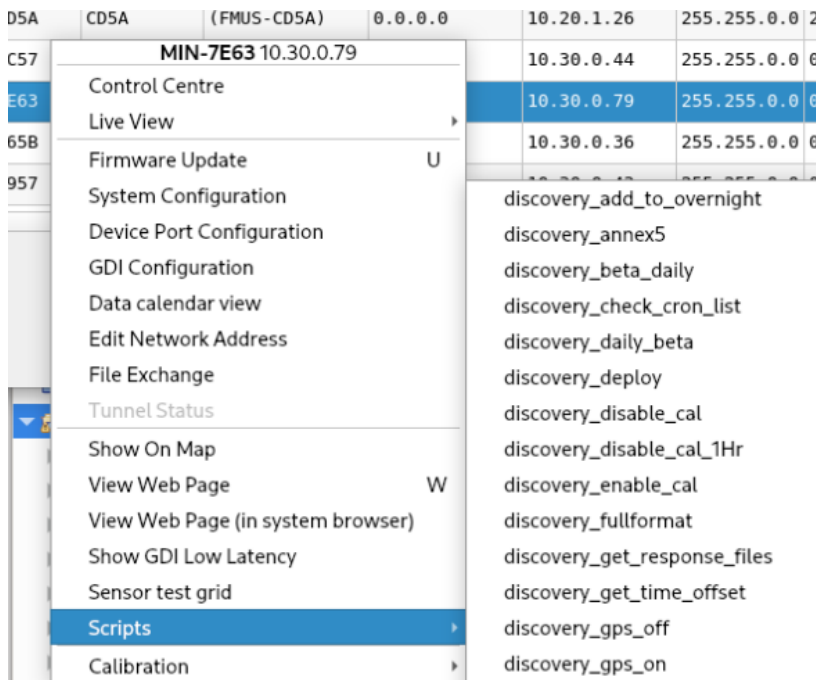 D5A CD5A (FMUS-CD5A) 0.0.0.0 10.20.1.26 255.255.0.0 2
C57 10.30.0.44 255.255.0.0 0
E63 10.30.0.79 255.255.0.0 0
65B 10.30.0.36 255.255.0.0 0
957
MIN-7E63 10.30.0.79
Control Centre
Live View
Firmware Update U
System Configuration
Device Port Configuration
GDI Configuration
Data calendar view
Edit Network Address
File Exchange
Tunnel Status
Show On Map
View Web Page W
View Web Page (in system browser)
Show GDI Low Latency
Sensor test grid
Scripts
Calibration
discovery_add_to_overnight
discovery_annex5
discovery_beta_daily
discovery_check_cron_list
discovery_daily_beta
discovery_deploy
discovery_disable_cal
discovery_disable_cal_1Hr
discovery_enable_cal
discovery_fullformat
discovery_get_response_files
discovery_get_time_offset
discovery_gps_off
discovery_gps_on